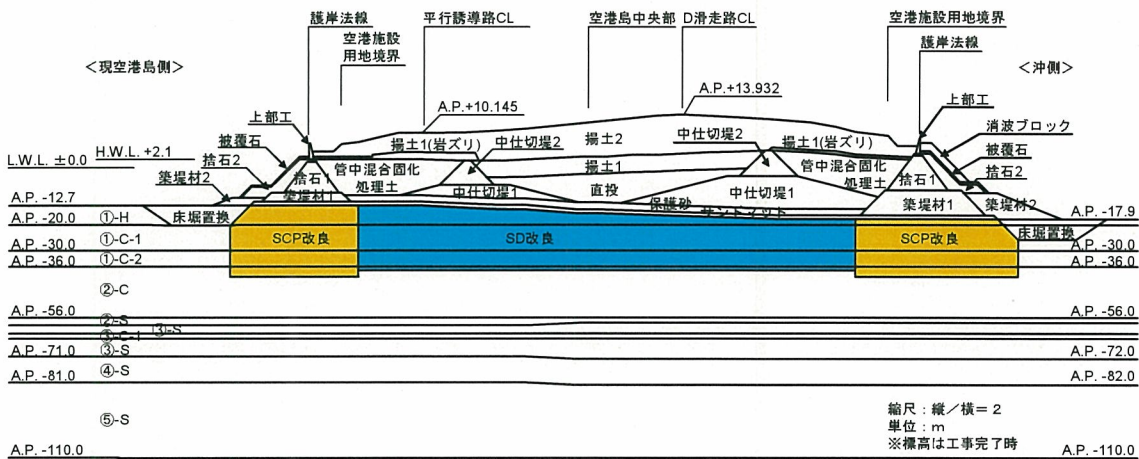 護岸法線
平行誘導路CL
空港島中央部
D滑走路CL
空港施設用地境界
護岸法線
空港施設
用地境界
＜現空港島側＞
＜沖側＞
A.P.+13.932
A.P.+10.145
上部工
上部工
消波ブロック
被覆石
被覆石
捨石2
捨石2
築堤材2
揚土1(岩ズリ)
中仕切堤2
揚土2
中仕切堤2
揚土1(岩ズリ)
L.W.L. ±0.0
H.W.L. +2.1
管中混合固化
処理土
揚土1
管中混合固化
処理土
捨石1
捨石1
築堤材1
中仕切堤1
直投
中仕切堤1
保護砂
サンドマット
築堤材1
築堤材2
A.P. -12.7
A.P. -17.9
A.P. -20.0
①-H
床堀置換
床掘置換
SCP改良
SD改良
SCP改良
①-C-1
A.P. -30.0
A.P. -30.0
①-C-2
A.P. -36.0
A.P. -36.0
②-C
A.P. -56.0
A.P. -56.0
②-S
③-S
③-C-1
A.P. -71.0
③-S
A.P. -72.0
④-S
A.P. -81.0
A.P. -82.0
⑤-S
縮尺：縦／横＝２
単位：ｍ
※標高は工事完了時
A.P. -110.0
A.P. -110.0